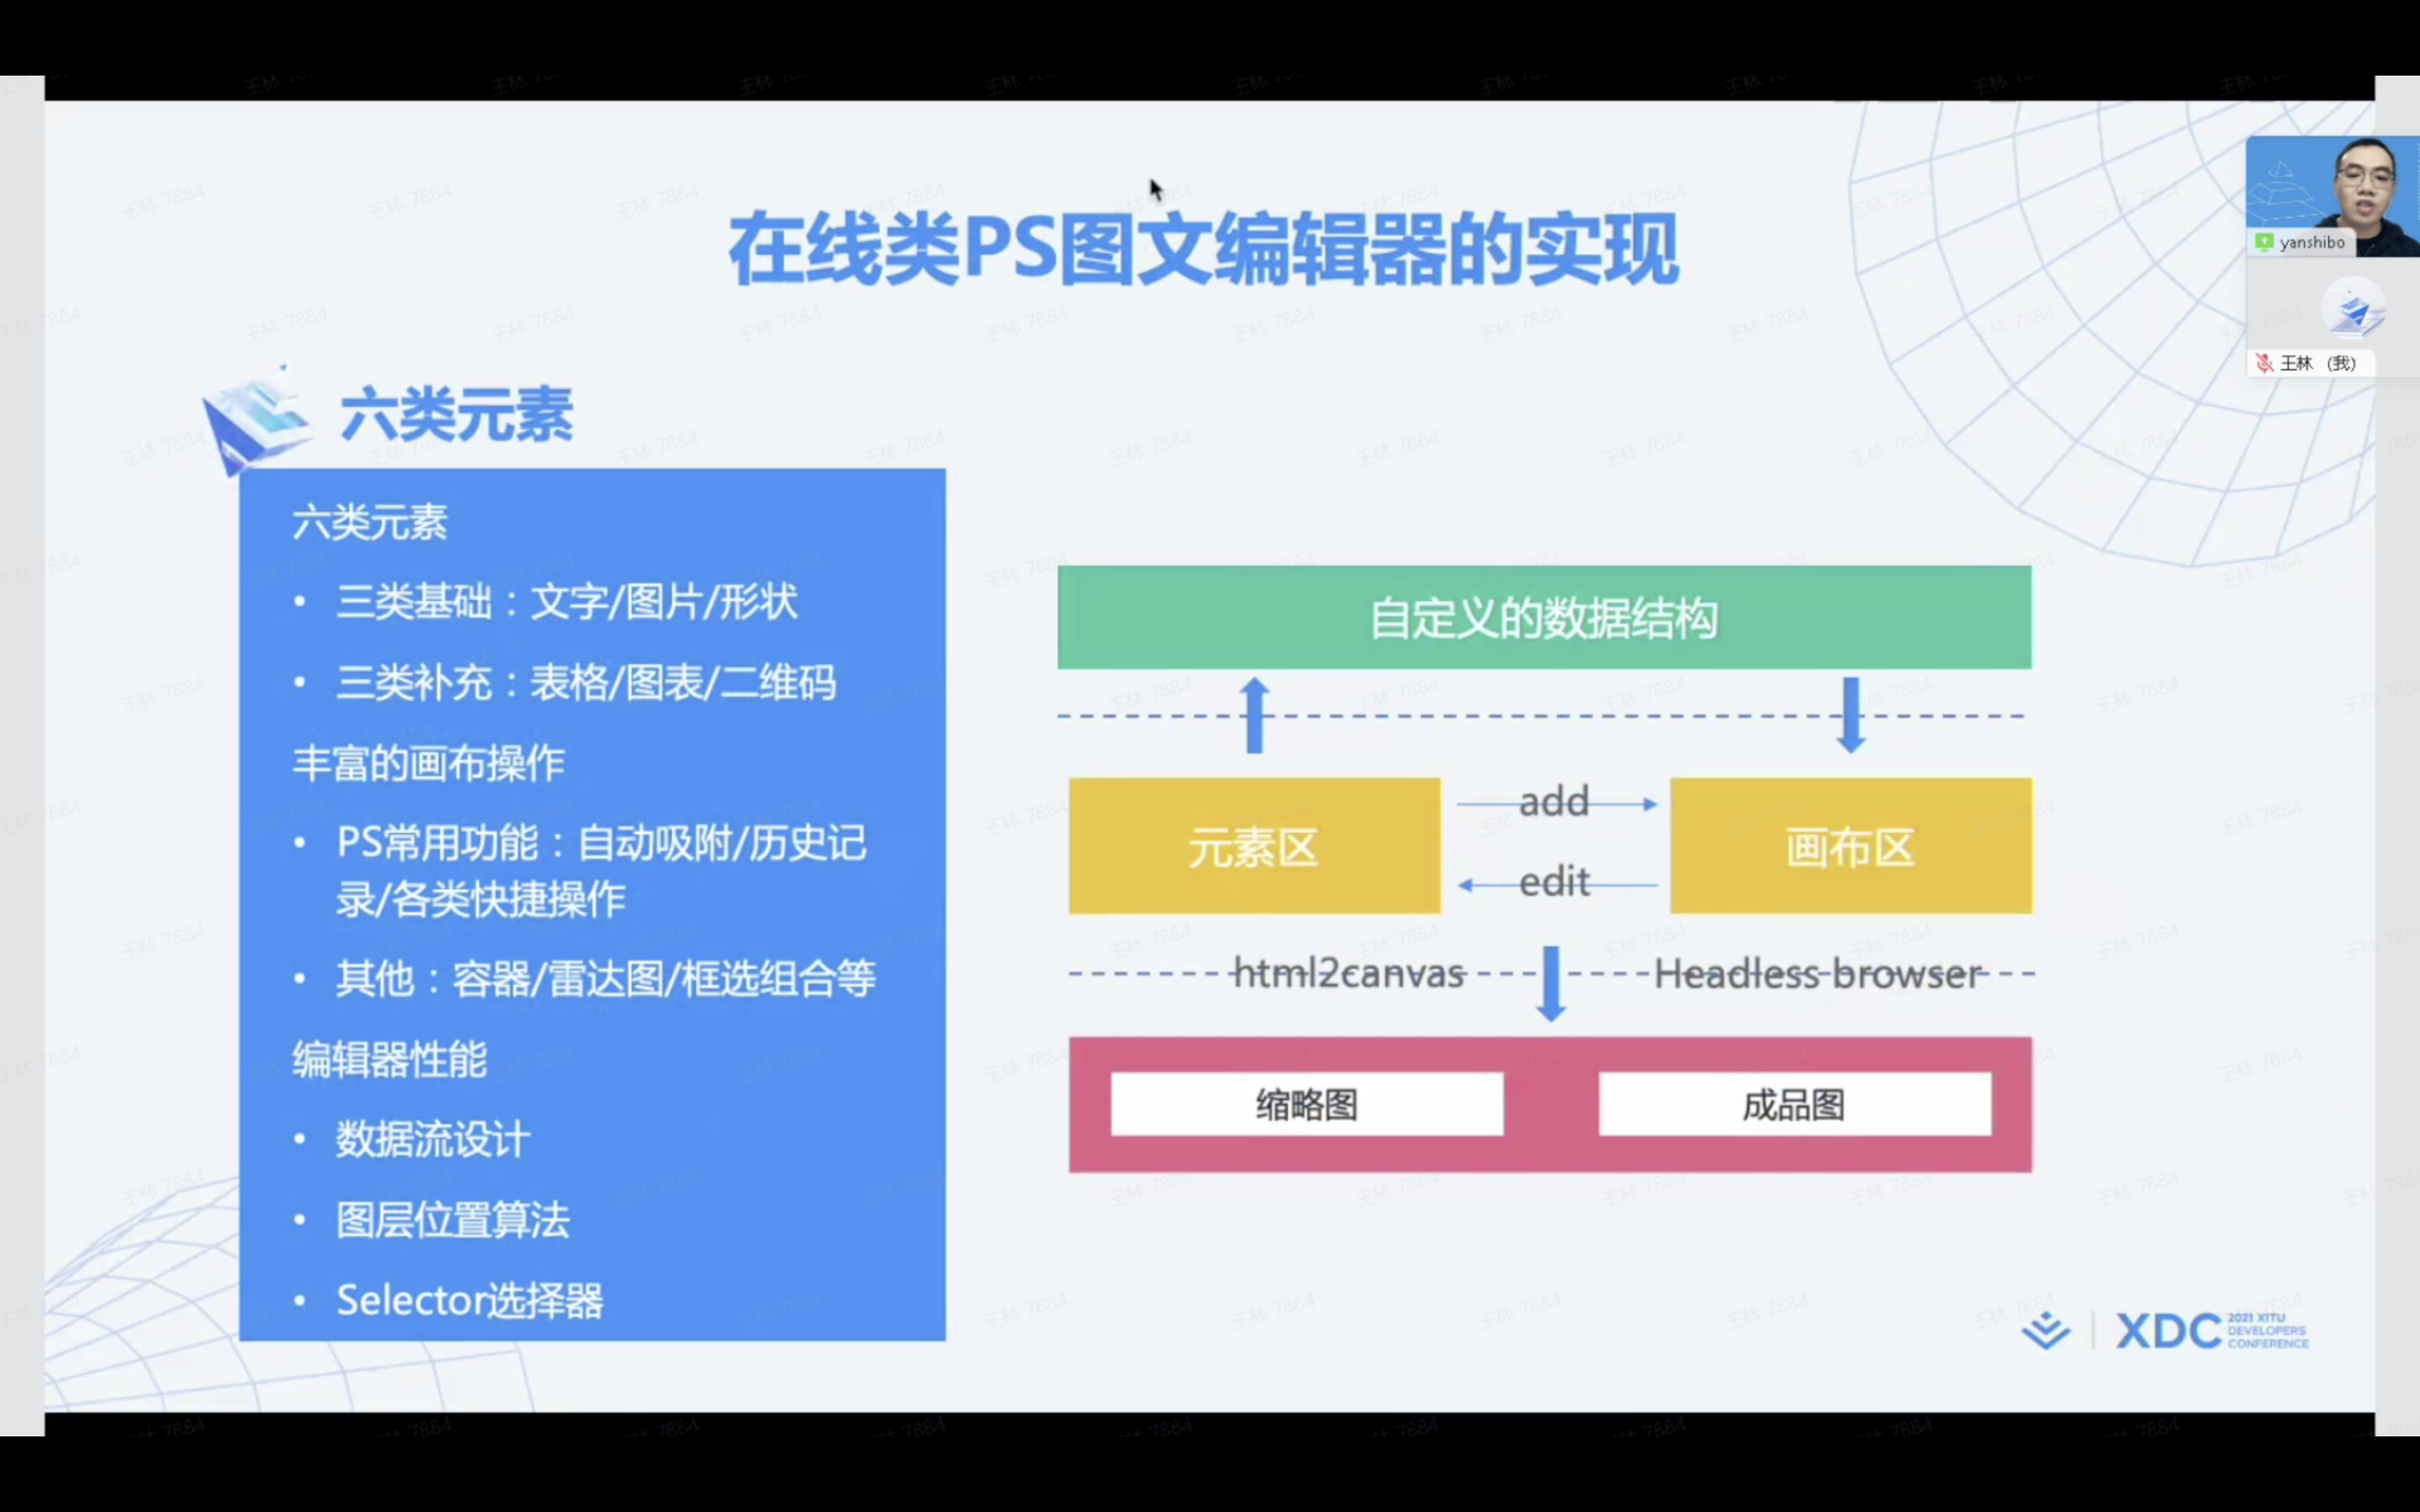 在线类PS图文编辑器的实现
yanshibo
王林 （我）
六类元素
六类元素
• 三类基础：文字/图片/形状
• 三类补充：表格/图表/二维码
丰富的画布操作
• PS常用功能：自动吸附/历史记
录/各类快捷操作
• 其他：容器/雷达图/框选组合等
编辑器性能
• 数据流设计
• 图层位置算法
• Selector选择器
自定义的数据结构
元素区
add
edit
画布区
html2canvas
Headless browser
缩略图
成品图
XDC
2021 XITU
DEVELOPERS
CONFERENCE
王林 7884